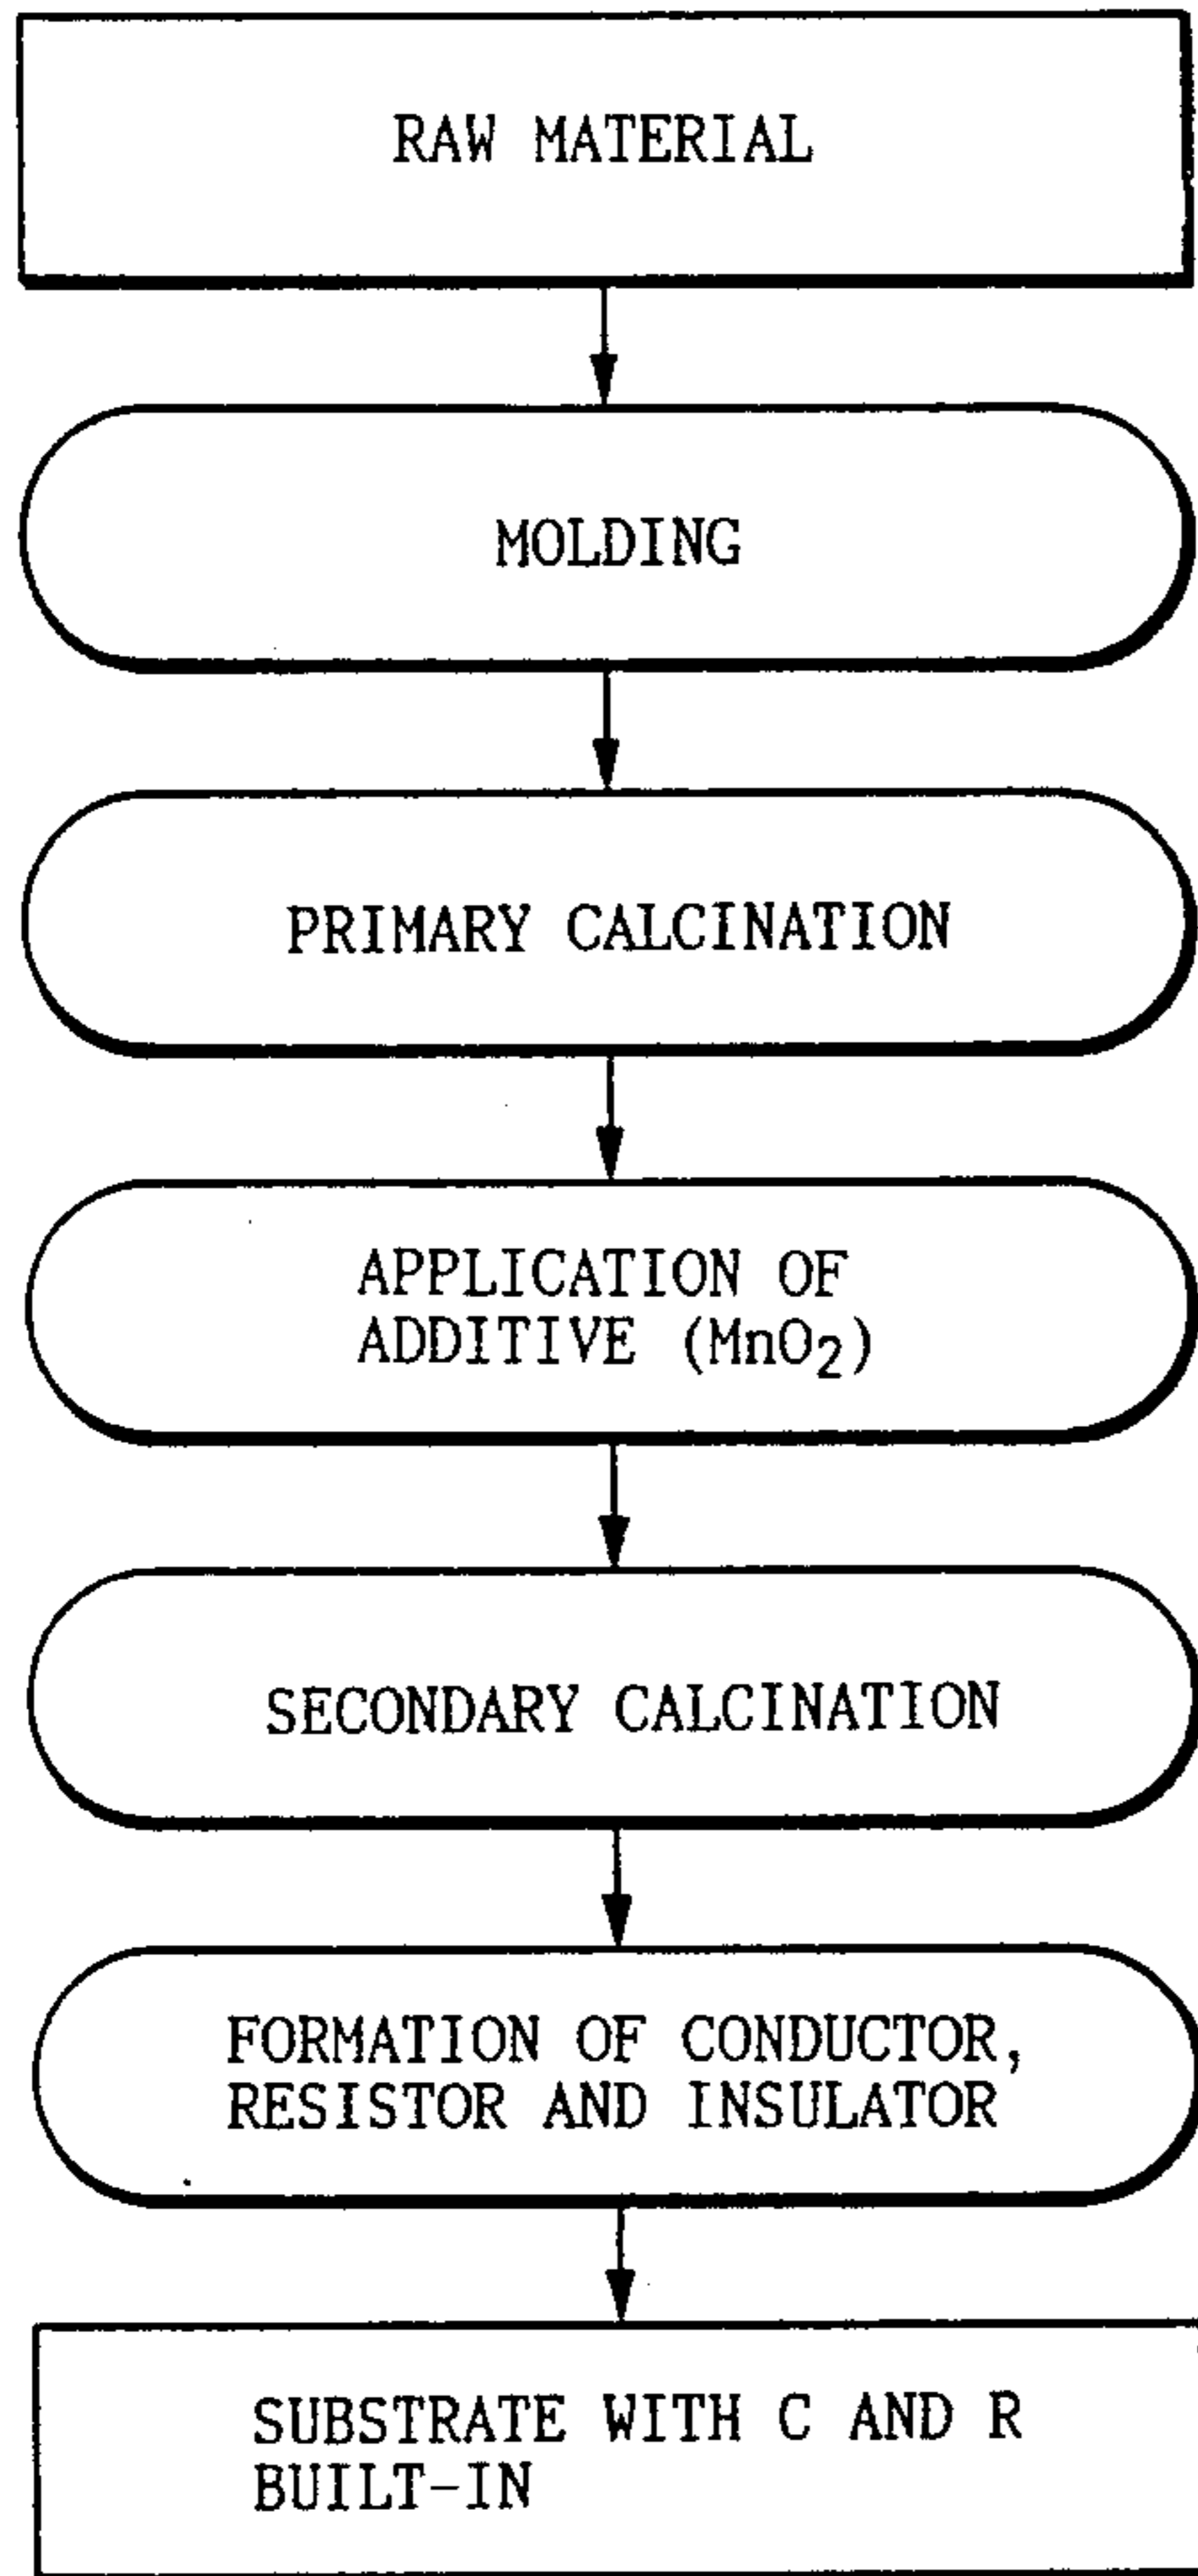 RAW MATERIAL
MOLDING
PRIMARY CALCINATION
APPLICATION OF
ADDITIVE (MnO₂)
SECONDARY CALCINATION
FORMATION OF CONDUCTOR,
RESISTOR AND INSULATOR
SUBSTRATE WITH C AND R
BUILT-IN